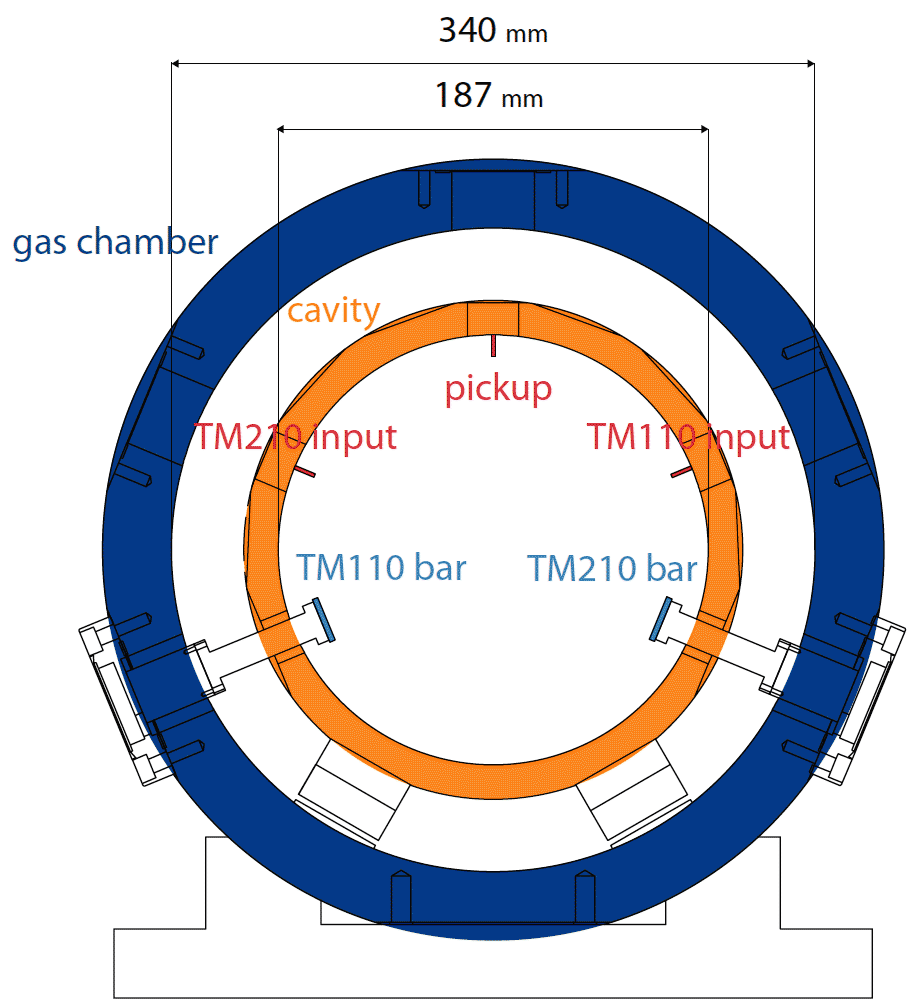 340 mm
187 mm
gas chamber
cavity
pickup
TM210 input
TM110 input
TM110 bar
TM210 bar